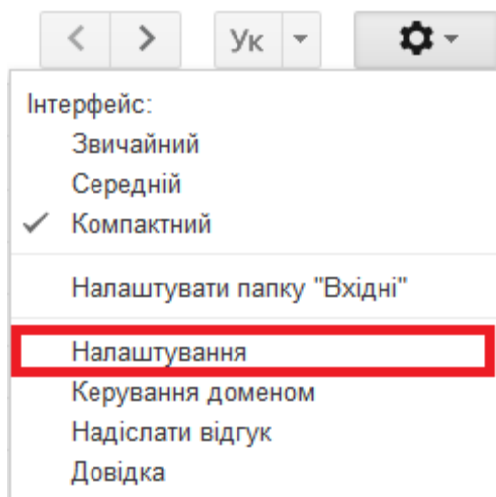 Ук
Інтерфейс:
Звичайний
Середній
Компактний
Налаштувати папку "Вхідні"
Налаштування
Керування доменом
Надіслати відгук
Довідка